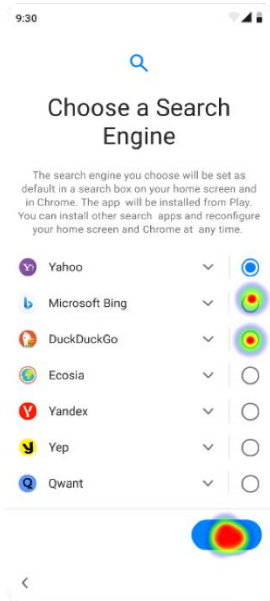 9:30
Choose a Search
Engine
The search engine you choose will be set as
default in a search box on your home screen and
in Chrome. The app will be installed from Play.
You can install other search apps and reconfigure
your home screen and Chrome at any time.
Yahoo
Microsoft Bing
DuckDuckGo
Ecosia
Yandex
Yep
Qwant